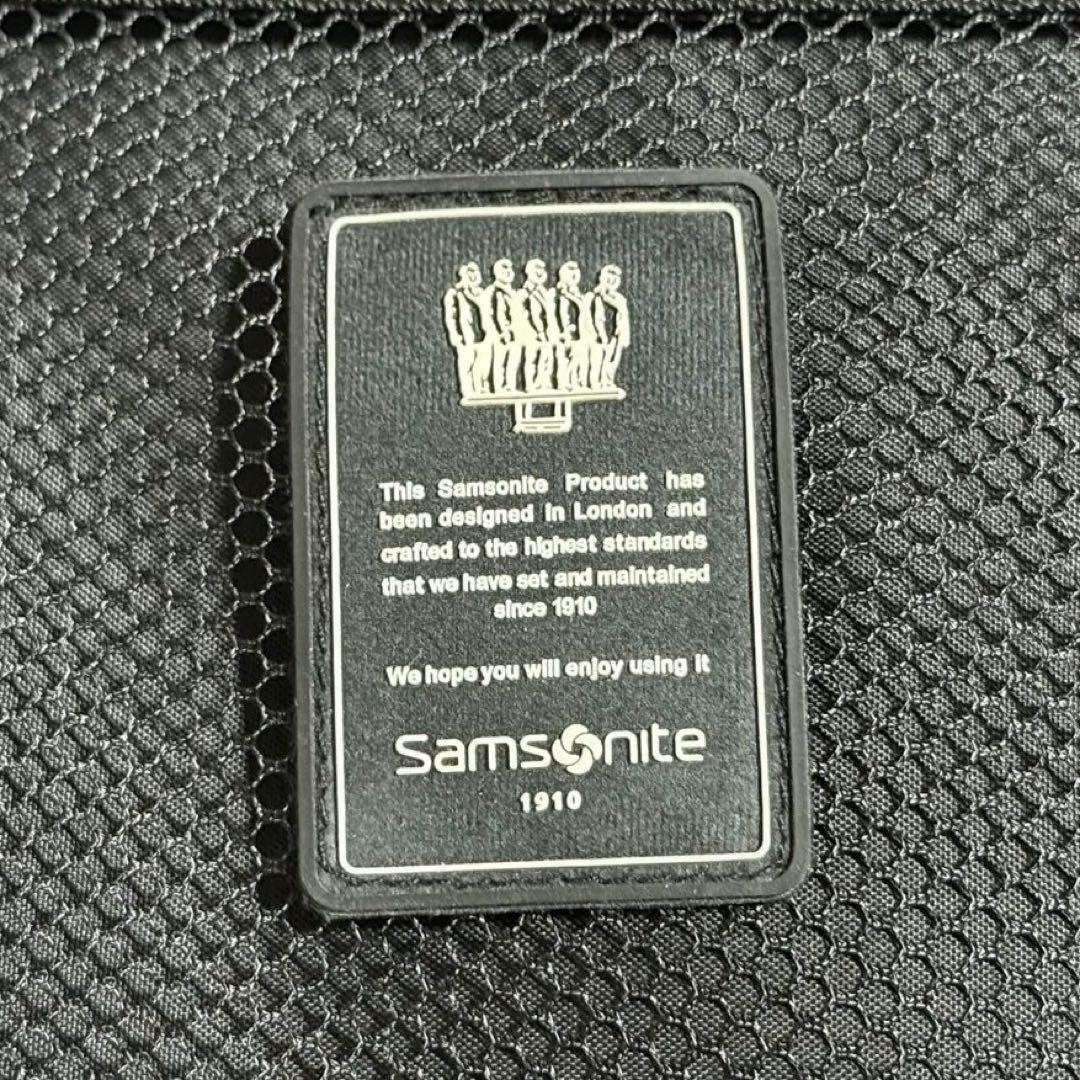 This Samsonite Product has
been designed in London and
crafted to the highest standards
that we have set and maintained
since 1910
We hope you will enjoy using it
Samsonite
1910